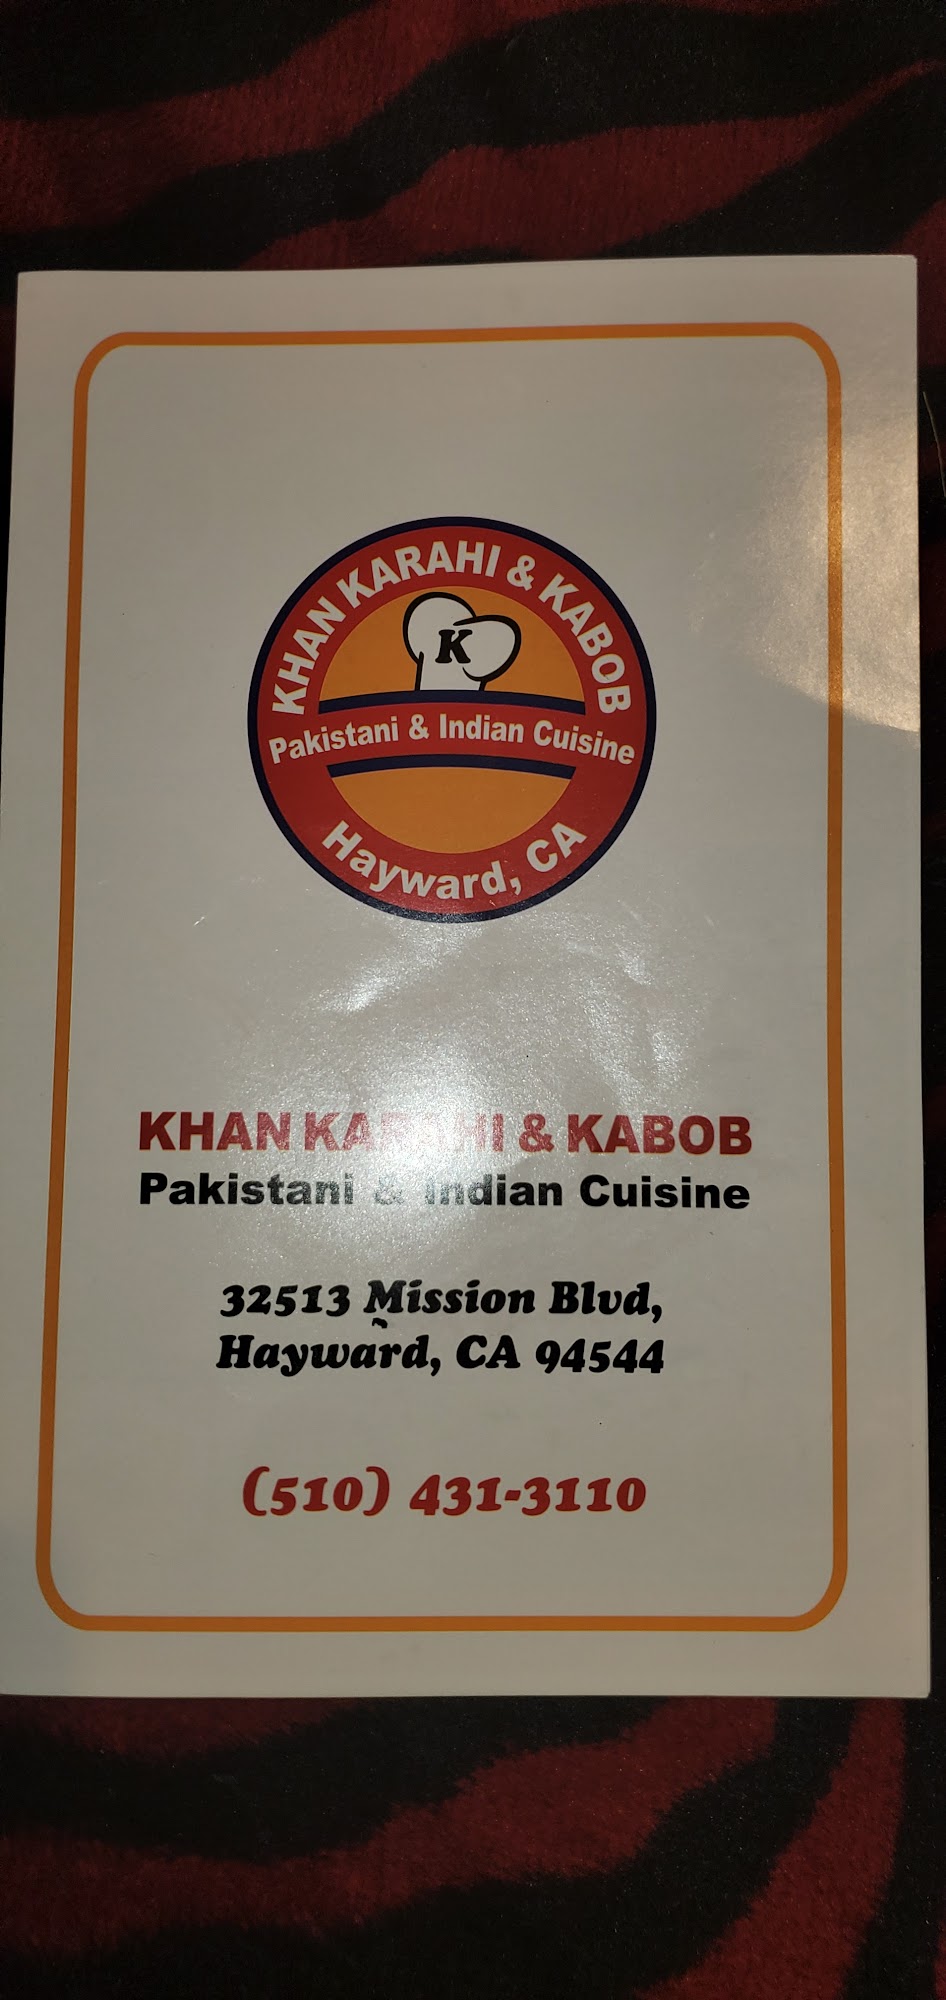 KHAN KARAHI & KABOB
K
Pakistani & Indian Cuisine
Hayward, CA
KHAN KARAHI & KABOB
Pakistani & Indian Cuisine
32513 Mission Blvd,
Hayward, CA 94544
(510) 431-3110